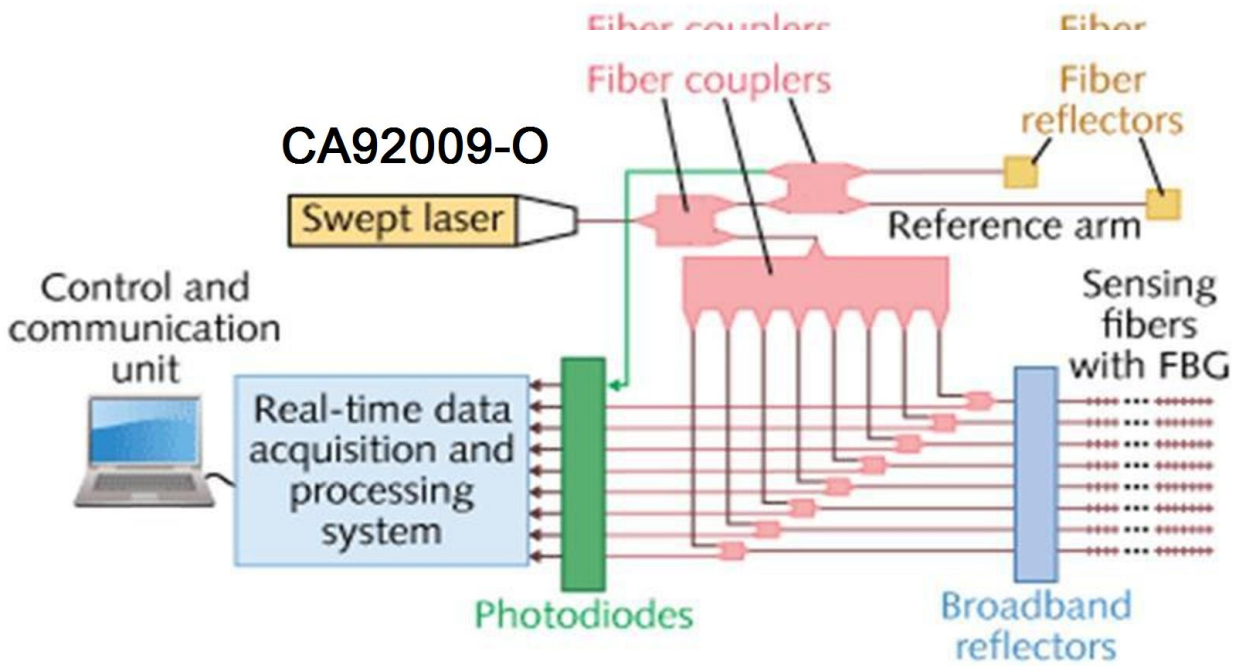 Fiber couplers
Fiber
Fiber couplers
Fiber
reflectors
CA92009-O
Swept laser
Reference arm
Control and
communication
unit
Sensing
fibers
with FBG
Real-time data
acquisition and
processing
system
Photodiodes
Broadband
reflectors